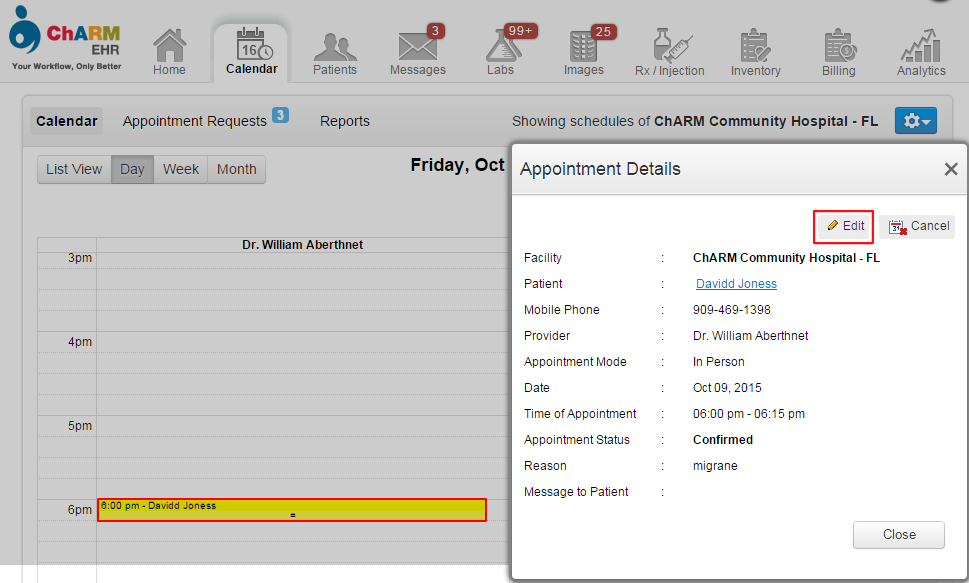 ChARM
EHR
Your Workflow, Only Better
Home
16
Calendar
Patients
3
Messages
99+
Labs
25
Images
Rx / Injection
Inventory
Billing
Analytics
Calendar
Appointment Requests 3
Reports
Showing schedules of ChARM Community Hospital - FL
List View Day Week Month
Friday, Oct
Dr. William Aberthnet
3pm
4pm
5pm
6pm
6:00 pm - Davidd Joness
Appointment Details
Edit
31 Cancel
Facility : ChARM Community Hospital - FL
Patient : Davidd Joness
Mobile Phone : 909-469-1398
Provider : Dr. William Aberthnet
Appointment Mode : In Person
Date : Oct 09, 2015
Time of Appointment : 06:00 pm - 06:15 pm
Appointment Status : Confirmed
Reason : migrane
Message to Patient :
Close